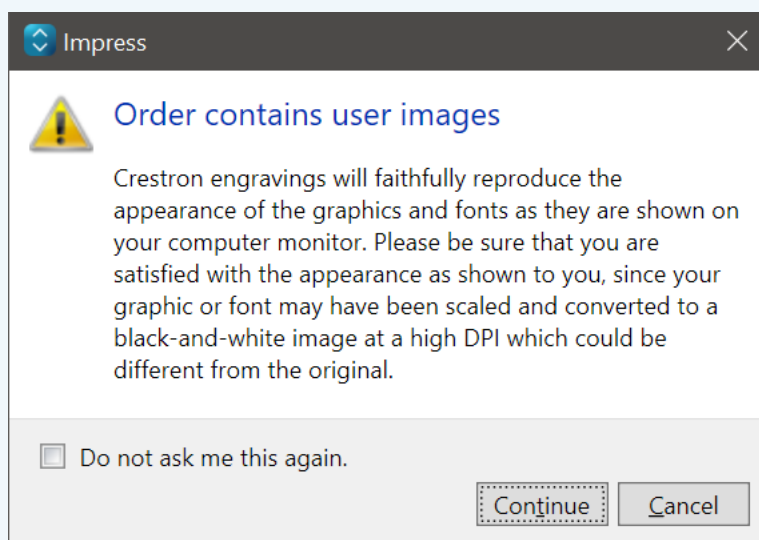 Impress
Order contains user images
Crestron engravings will faithfully reproduce the
appearance of the graphics and fonts as they are shown on
your computer monitor. Please be sure that you are
satisfied with the appearance as shown to you, since your
graphic or font may have been scaled and converted to a
black-and-white image at a high DPI which could be
different from the original.
Do not ask me this again.
Continue
Cancel